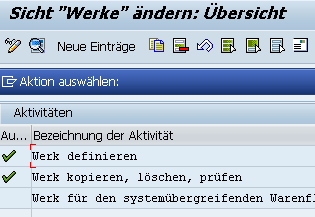 Sicht "Werke" ändern: Übersicht
Neue Einträge
Aktion auswählen:
Aktivitäten
Au... Bezeichnung der Aktivität
Werk definieren
Werk kopieren, löschen, prüfen
Werk für den systemübergreifenden